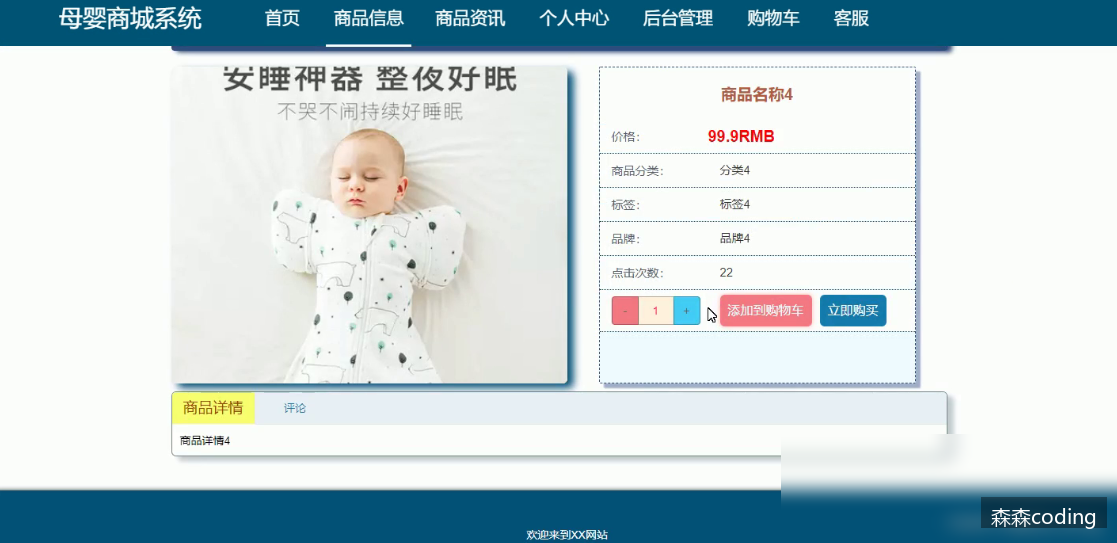 母婴商城系统 首页 商品信息 商品资讯 个人中心 后台管理 购物车 客服
安睡神器 整夜好眠
不哭不闹持续好睡眠
商品名称4
价格: 99.9RMB
商品分类: 分类4
标签: 标签4
品牌: 品牌4
点击次数: 22
- 1 + 添加到购物车 立即购买
商品详情 评论
商品详情4
森森coding
欢迎来到XX网站